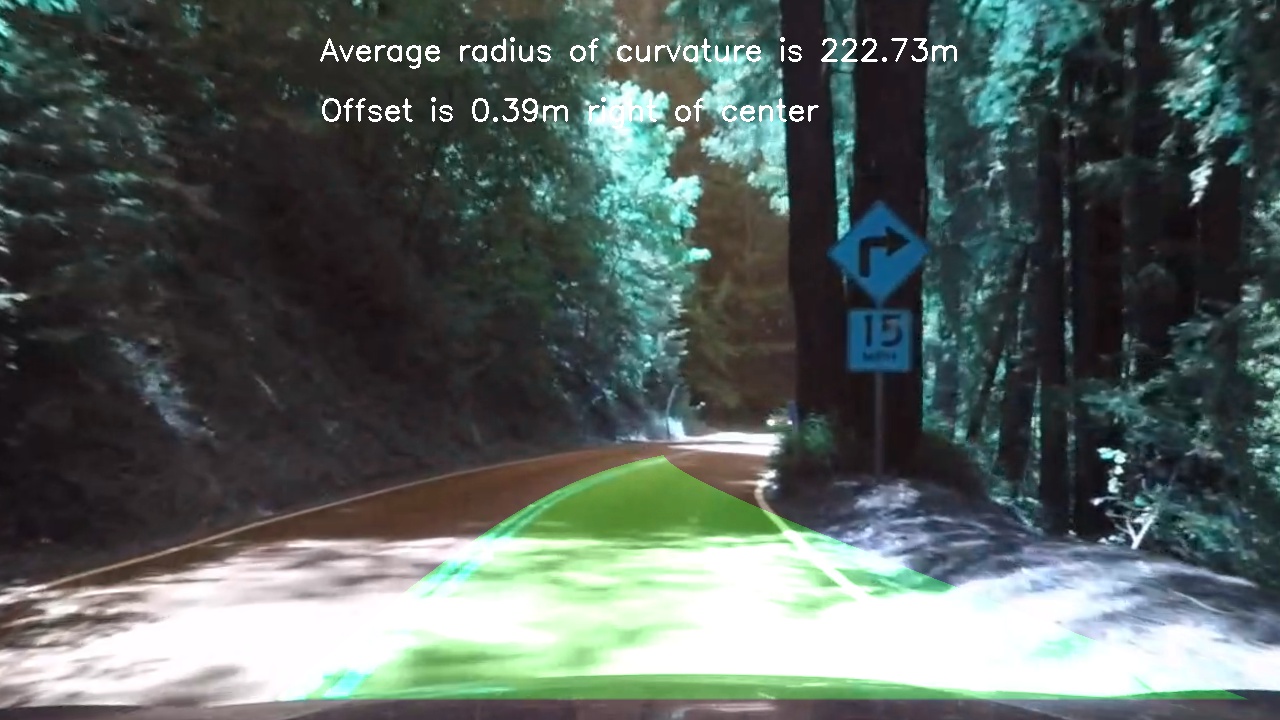 Average radius of curvature is 222.73m
Offset is 0.39m right of center
15